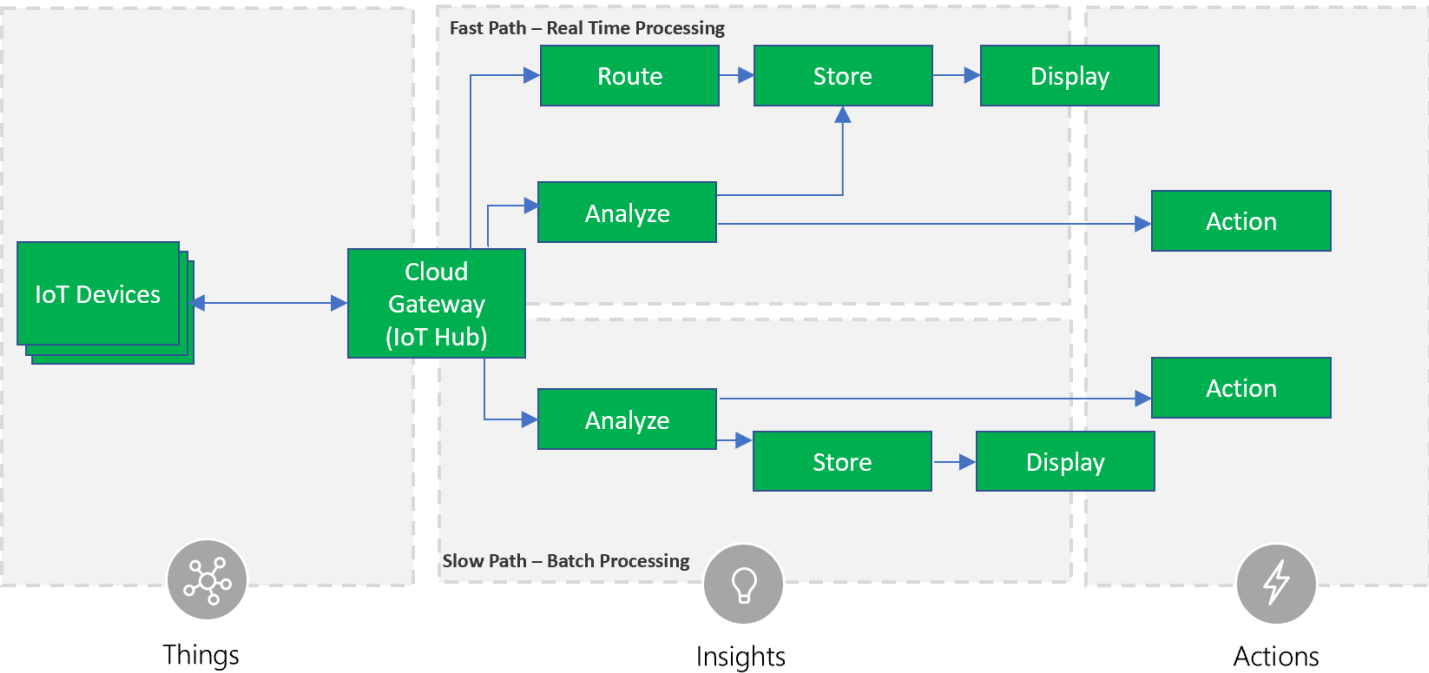 Fast Path – Real Time Processing
Route
Store
Display
Analyze
Action
IoT Devices
Cloud
Gateway
(IoT Hub)
Action
Analyze
Store
Display
Slow Path – Batch Processing
Things
Insights
Actions